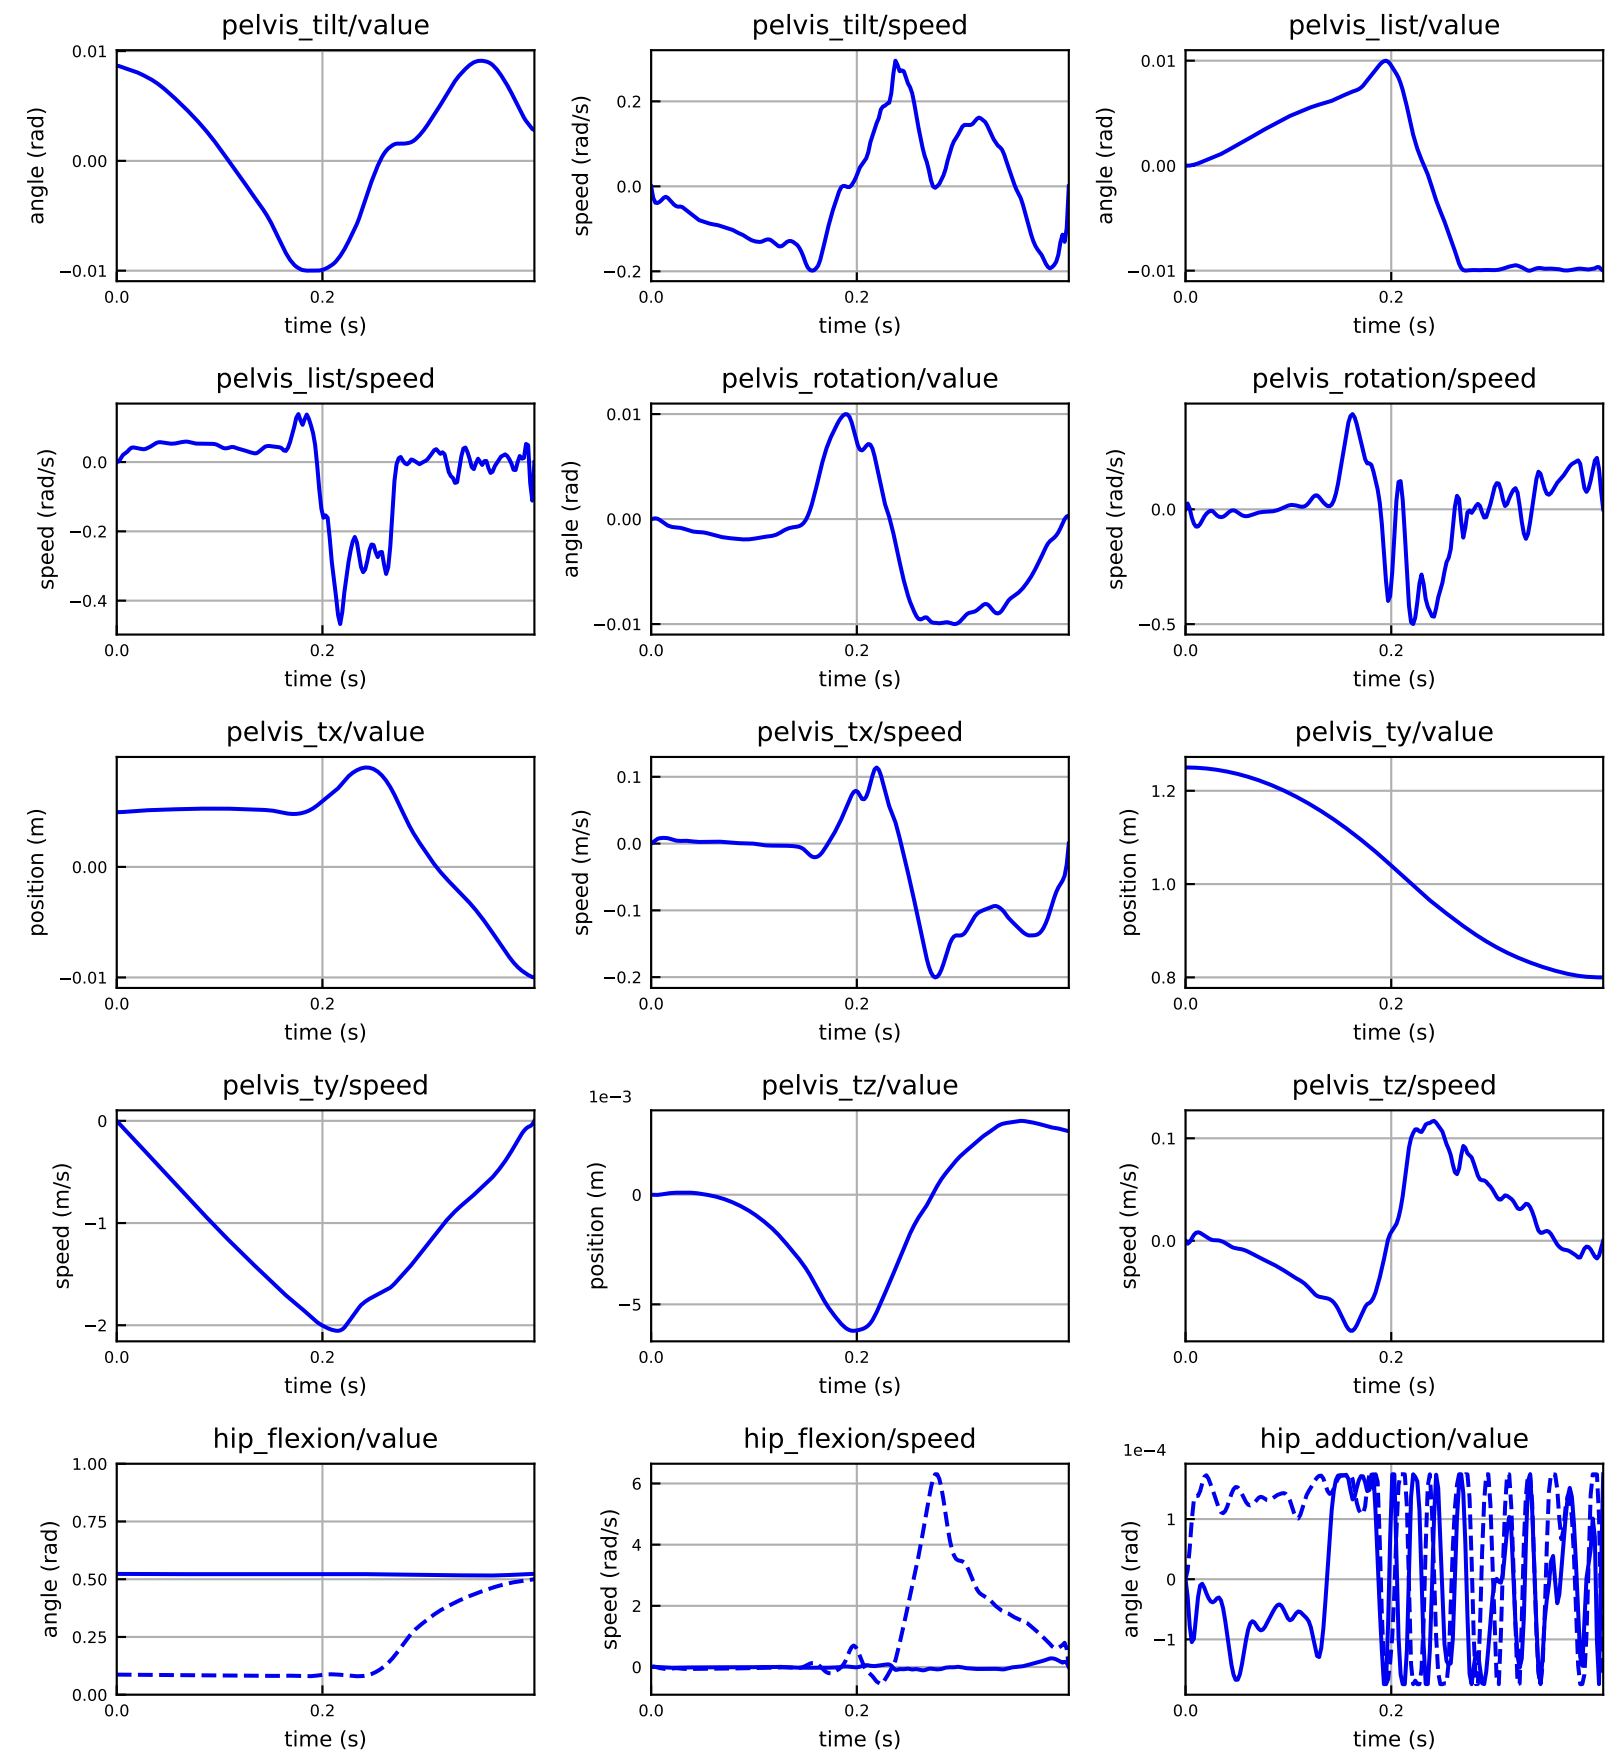 pelvis_tilt/value
0.01
0.00
−0.01
angle (rad)
0.0
0.2
time (s)
pelvis_tilt/speed
0.2
0.0
−0.2
speed (rad/s)
0.0
0.2
time (s)
pelvis_list/value
0.01
0.00
−0.01
angle (rad)
0.0
0.2
time (s)
pelvis_list/speed
0.0
−0.2
−0.4
speed (rad/s)
0.0
0.2
time (s)
pelvis_rotation/value
0.01
0.00
−0.01
angle (rad)
0.0
0.2
time (s)
pelvis_rotation/speed
0.0
−0.5
speed (rad/s)
0.0
0.2
time (s)
pelvis_tx/value
0.00
−0.01
position (m)
0.0
0.2
time (s)
pelvis_tx/speed
0.1
0.0
−0.1
−0.2
speed (m/s)
0.0
0.2
time (s)
pelvis_ty/value
1.2
1.0
0.8
position (m)
0.0
0.2
time (s)
pelvis_ty/speed
0
−1
−2
speed (m/s)
0.0
0.2
time (s)
pelvis_tz/value
1e−3
0
−5
position (m)
0.0
0.2
time (s)
pelvis_tz/speed
0.1
0.0
speed (m/s)
0.0
0.2
time (s)
hip_flexion/value
1.00
0.75
0.50
0.25
0.00
angle (rad)
0.0
0.2
time (s)
hip_flexion/speed
6
4
2
0
speed (rad/s)
0.0
0.2
time (s)
hip_adduction/value
1e−4
1
0
−1
angle (rad)
0.0
0.2
time (s)